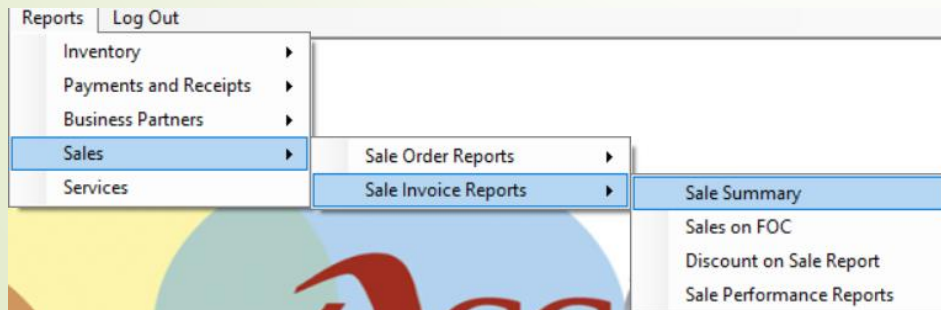 Reports Log Out
Inventory
Payments and Receipts
Business Partners
Sales
Services
Sale Order Reports
Sale Invoice Reports
Sale Summary
Sales on FOC
Discount on Sale Report
Sale Performance Reports